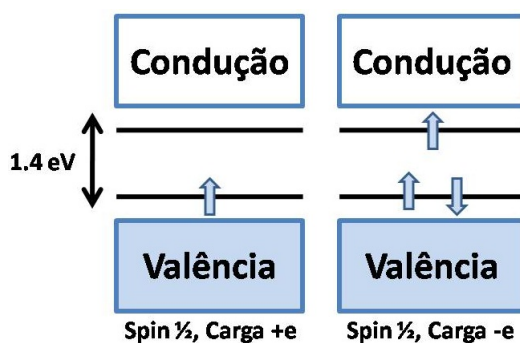 Condução
Condução
1.4 eV
Valência
Valência
Spin ½, Carga +e
Spin ½, Carga -e